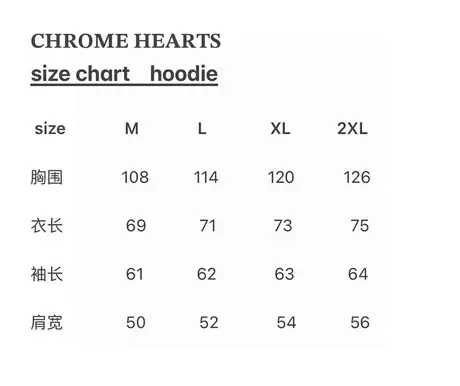 CHROME HEARTS
size chart hoodie
size M L XL 2XL
胸围 108 114 120 126
衣长 69 71 73 75
袖长 61 62 63 64
肩宽 50 52 54 56